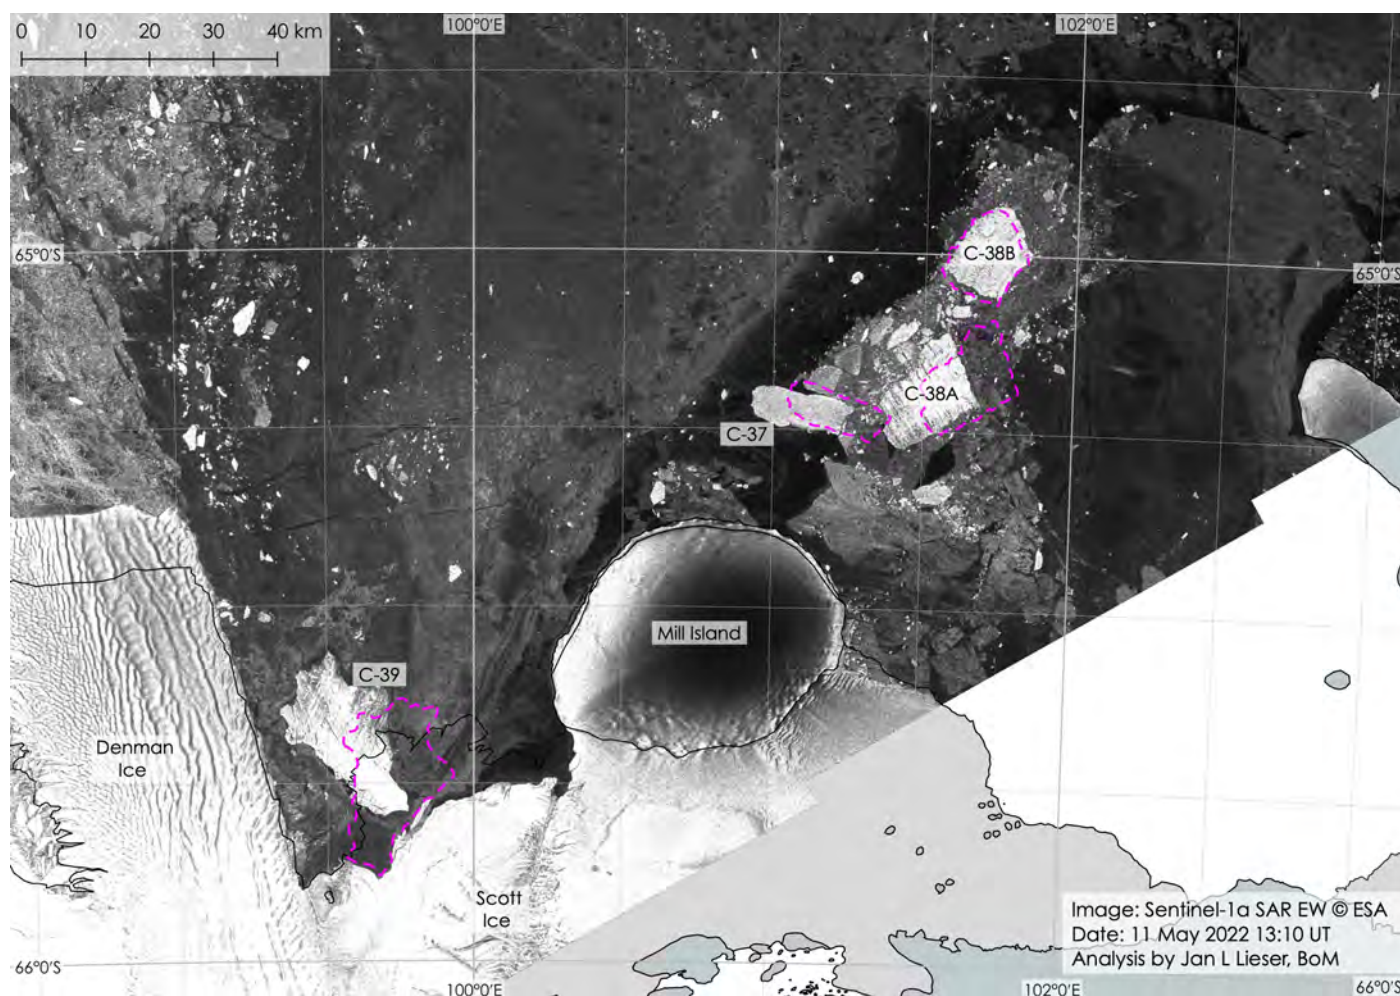 0 10 20 30 40 km
100°0'E
102°0'E
65°0'S
C-38B
65°0'S
C-38A
C-37
Mill Island
C-39
Denman
Ice
Scott
Ice
Image: Sentinel-1a SAR EW © ESA
Date: 11 May 2022 13:10 UT
Analysis by Jan L Lieser, BoM
66°0'S
100°0'E
102°0'E
66°0'S